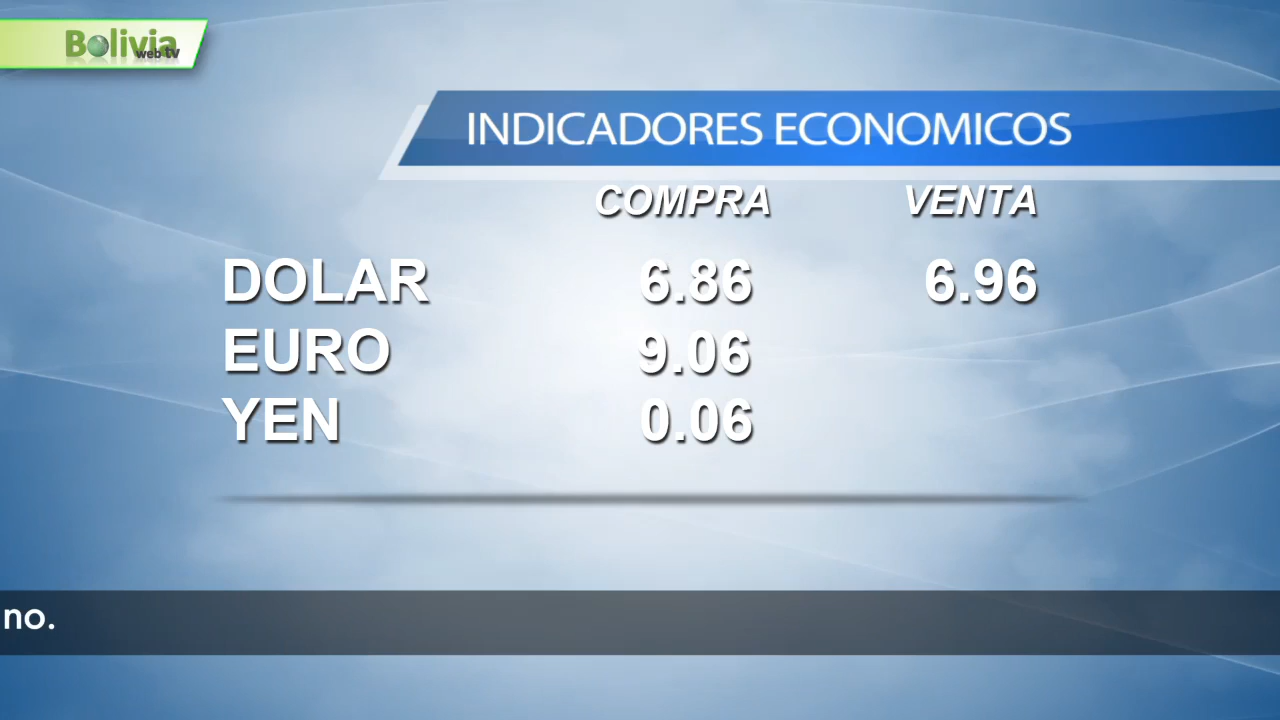 Bolivia
web tv
INDICADORES ECONOMICOS
COMPRA VENTA
DOLAR 6.86 6.96
EURO 9.06
YEN 0.06
no.